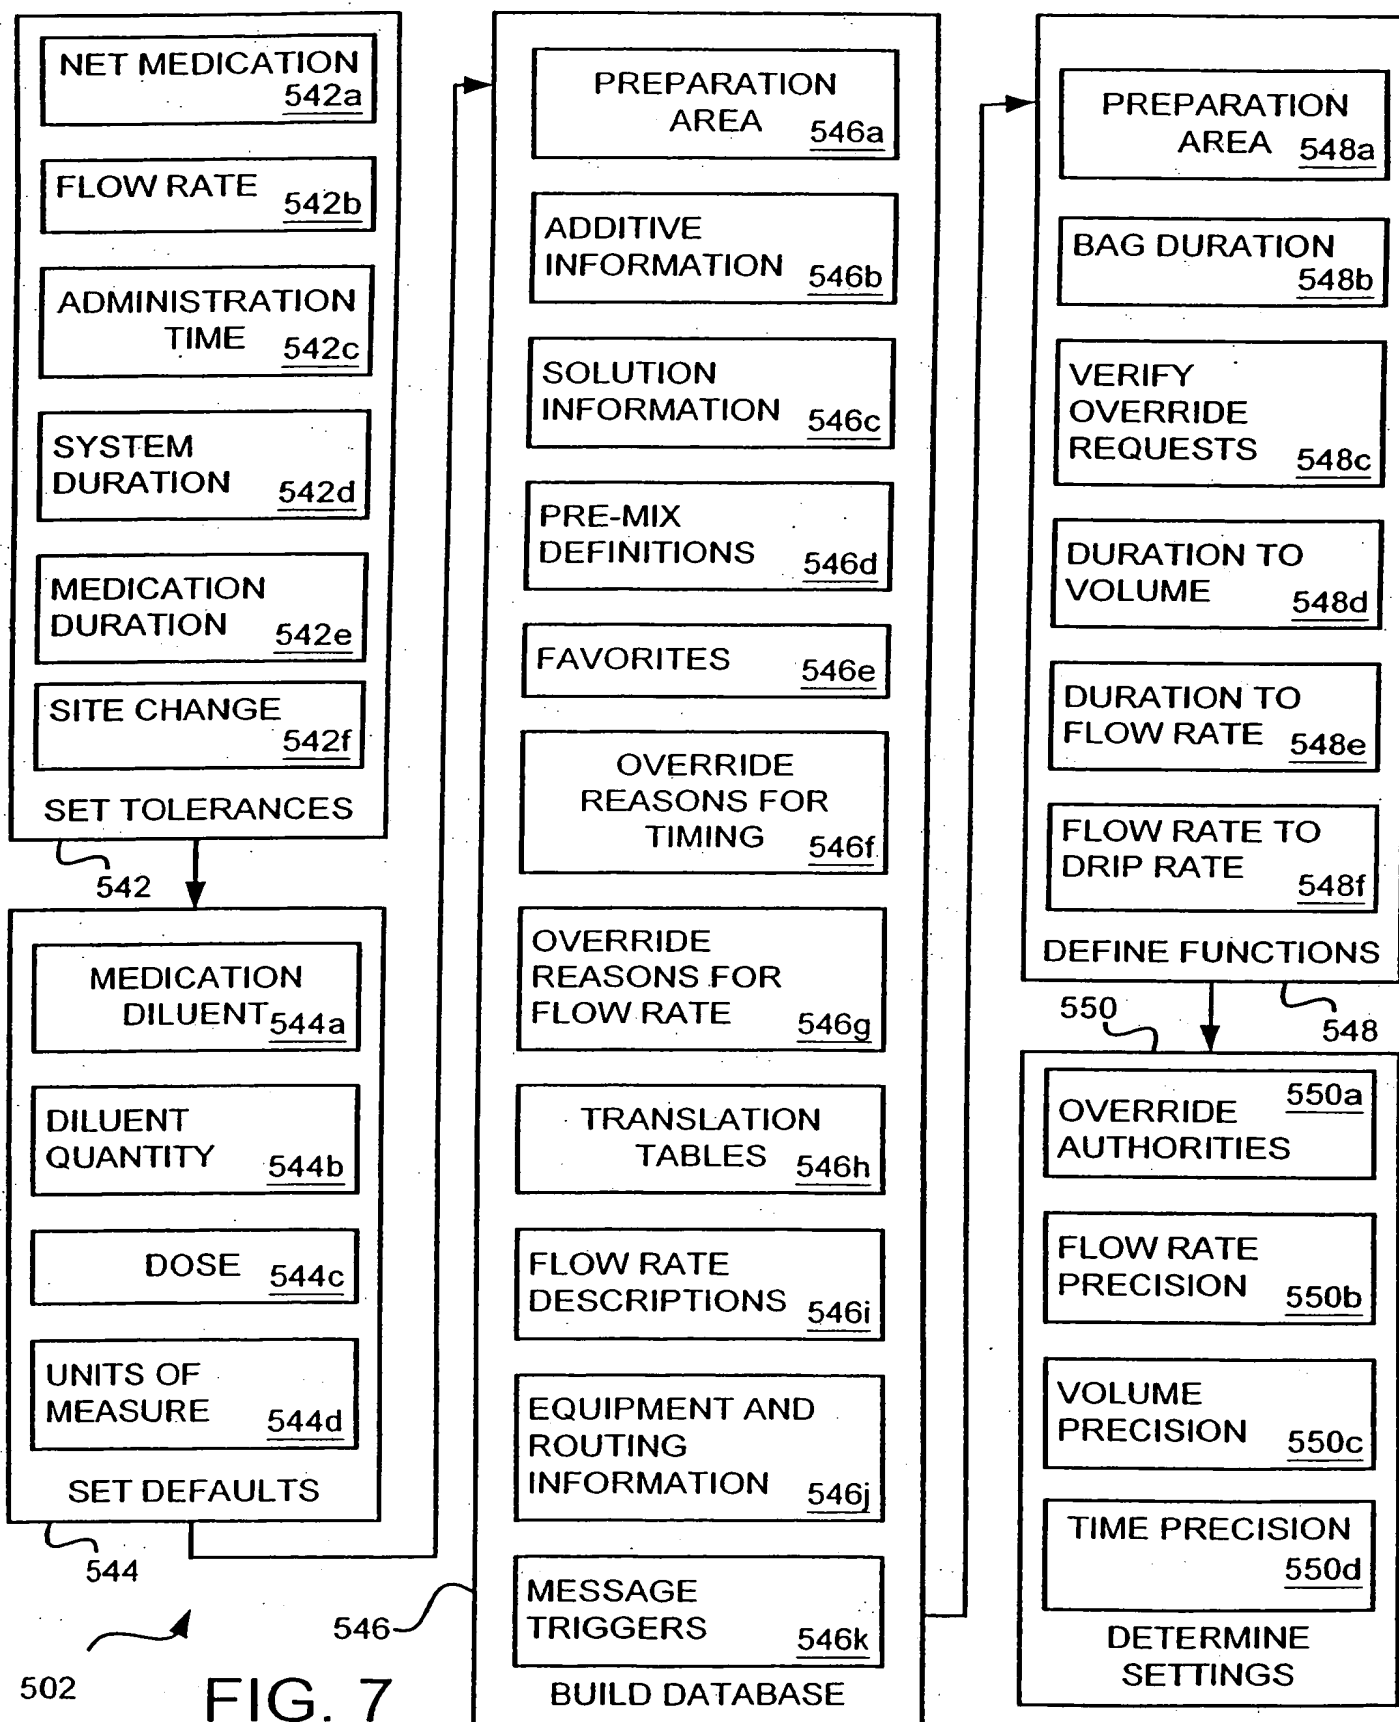 NET MEDICATION
542a
FLOW RATE
542b
ADMINISTRATION
TIME 542c
SYSTEM
DURATION 542d
MEDICATION
DURATION 542e
SITE CHANGE
542f
SET TOLERANCES
542
MEDICATION
DILUENT 544a
DILUENT
QUANTITY 544b
DOSE 544c
UNITS OF
MEASURE 544d
SET DEFAULTS
544
502
FIG. 7
PREPARATION
AREA 546a
ADDITIVE
INFORMATION 546b
SOLUTION
INFORMATION 546c
PRE-MIX
DEFINITIONS 546d
FAVORITES 546e
OVERRIDE
REASONS FOR
TIMING 546f
OVERRIDE
REASONS FOR
FLOW RATE 546g
TRANSLATION
TABLES 546h
FLOW RATE
DESCRIPTIONS 546i
EQUIPMENT AND
ROUTING
INFORMATION 546j
MESSAGE
TRIGGERS 546k
546
BUILD DATABASE
PREPARATION
AREA 548a
BAG DURATION
548b
VERIFY
OVERRIDE
REQUESTS 548c
DURATION TO
VOLUME 548d
DURATION TO
FLOW RATE 548e
FLOW RATE TO
DRIP RATE 548f
DEFINE FUNCTIONS
548
550
550a
OVERRIDE
AUTHORITIES
FLOW RATE
PRECISION 550b
VOLUME
PRECISION 550c
TIME PRECISION
550d
DETERMINE
SETTINGS